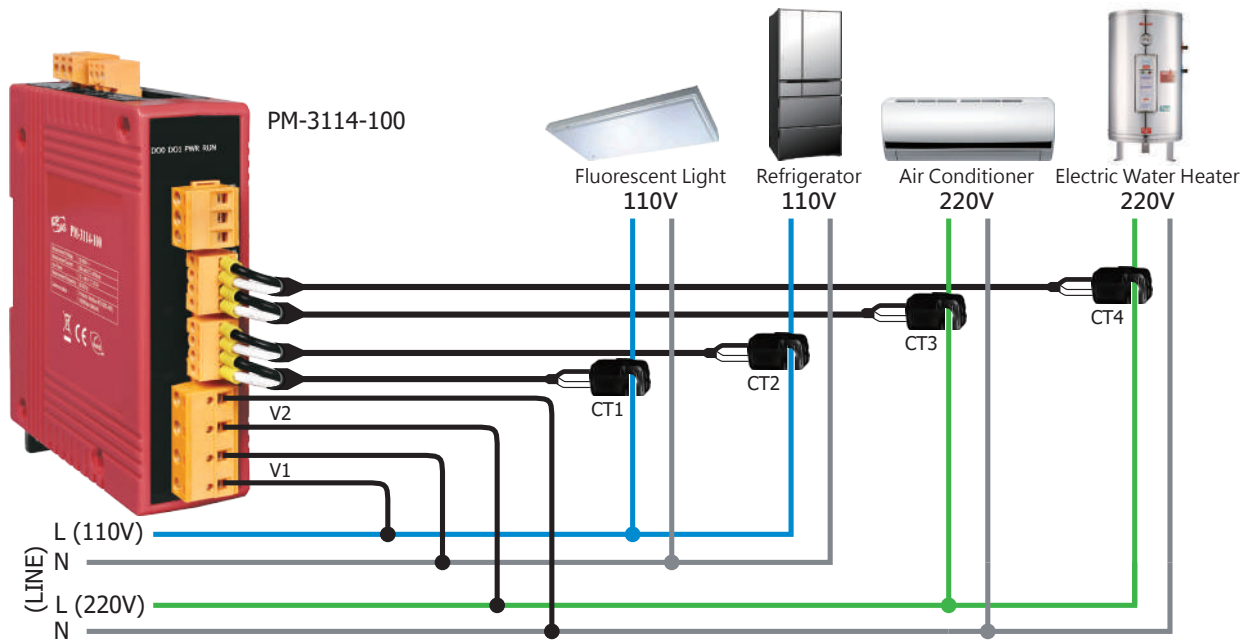 PM-3114-100
DO0 DO1 PWR RUN
PM-3114-100
Fluorescent Light
110V
Refrigerator
110V
Air Conditioner
220V
Electric Water Heater
220V
CT4
CT3
CT2
CT1
V2
V1
(LINE)
L (110V)
N
L (220V)
N